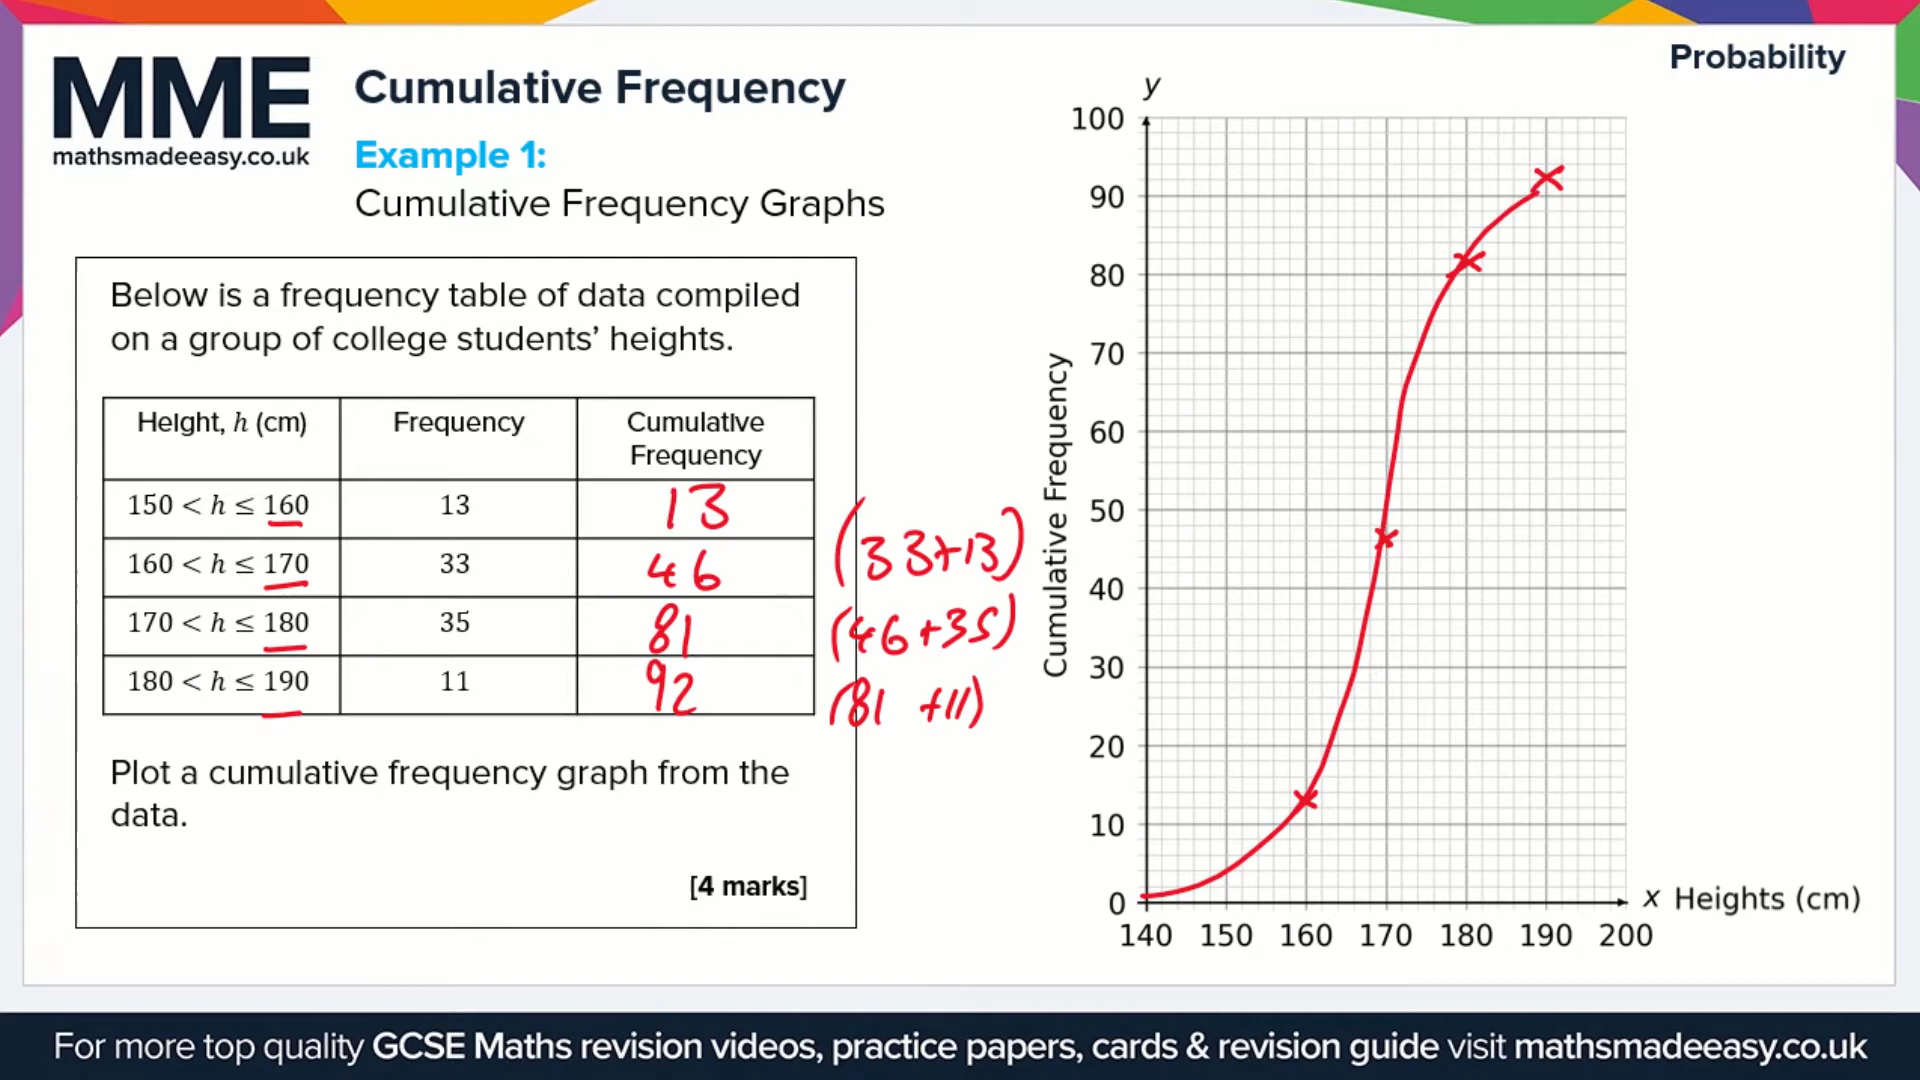 MME
mathsmadeeasy.co.uk
Cumulative Frequency
Example 1:
Cumulative Frequency Graphs
Probability
Below is a frequency table of data compiled
on a group of college students’ heights.
Height, h (cm) Frequency Cumulative Frequency
150 < h ≤ 160 13 13
160 < h ≤ 170 33 46 (33+13)
170 < h ≤ 180 35 81 (46+35)
180 < h ≤ 190 11 92 (81 +11)
Plot a cumulative frequency graph from the
data.
[4 marks]
y
100
90
80
70
60
50
40
30
20
10
0
Cumulative Frequency
140 150 160 170 180 190 200
x Heights (cm)
For more top quality GCSE Maths revision videos, practice papers, cards & revision guide visit mathsmadeeasy.co.uk